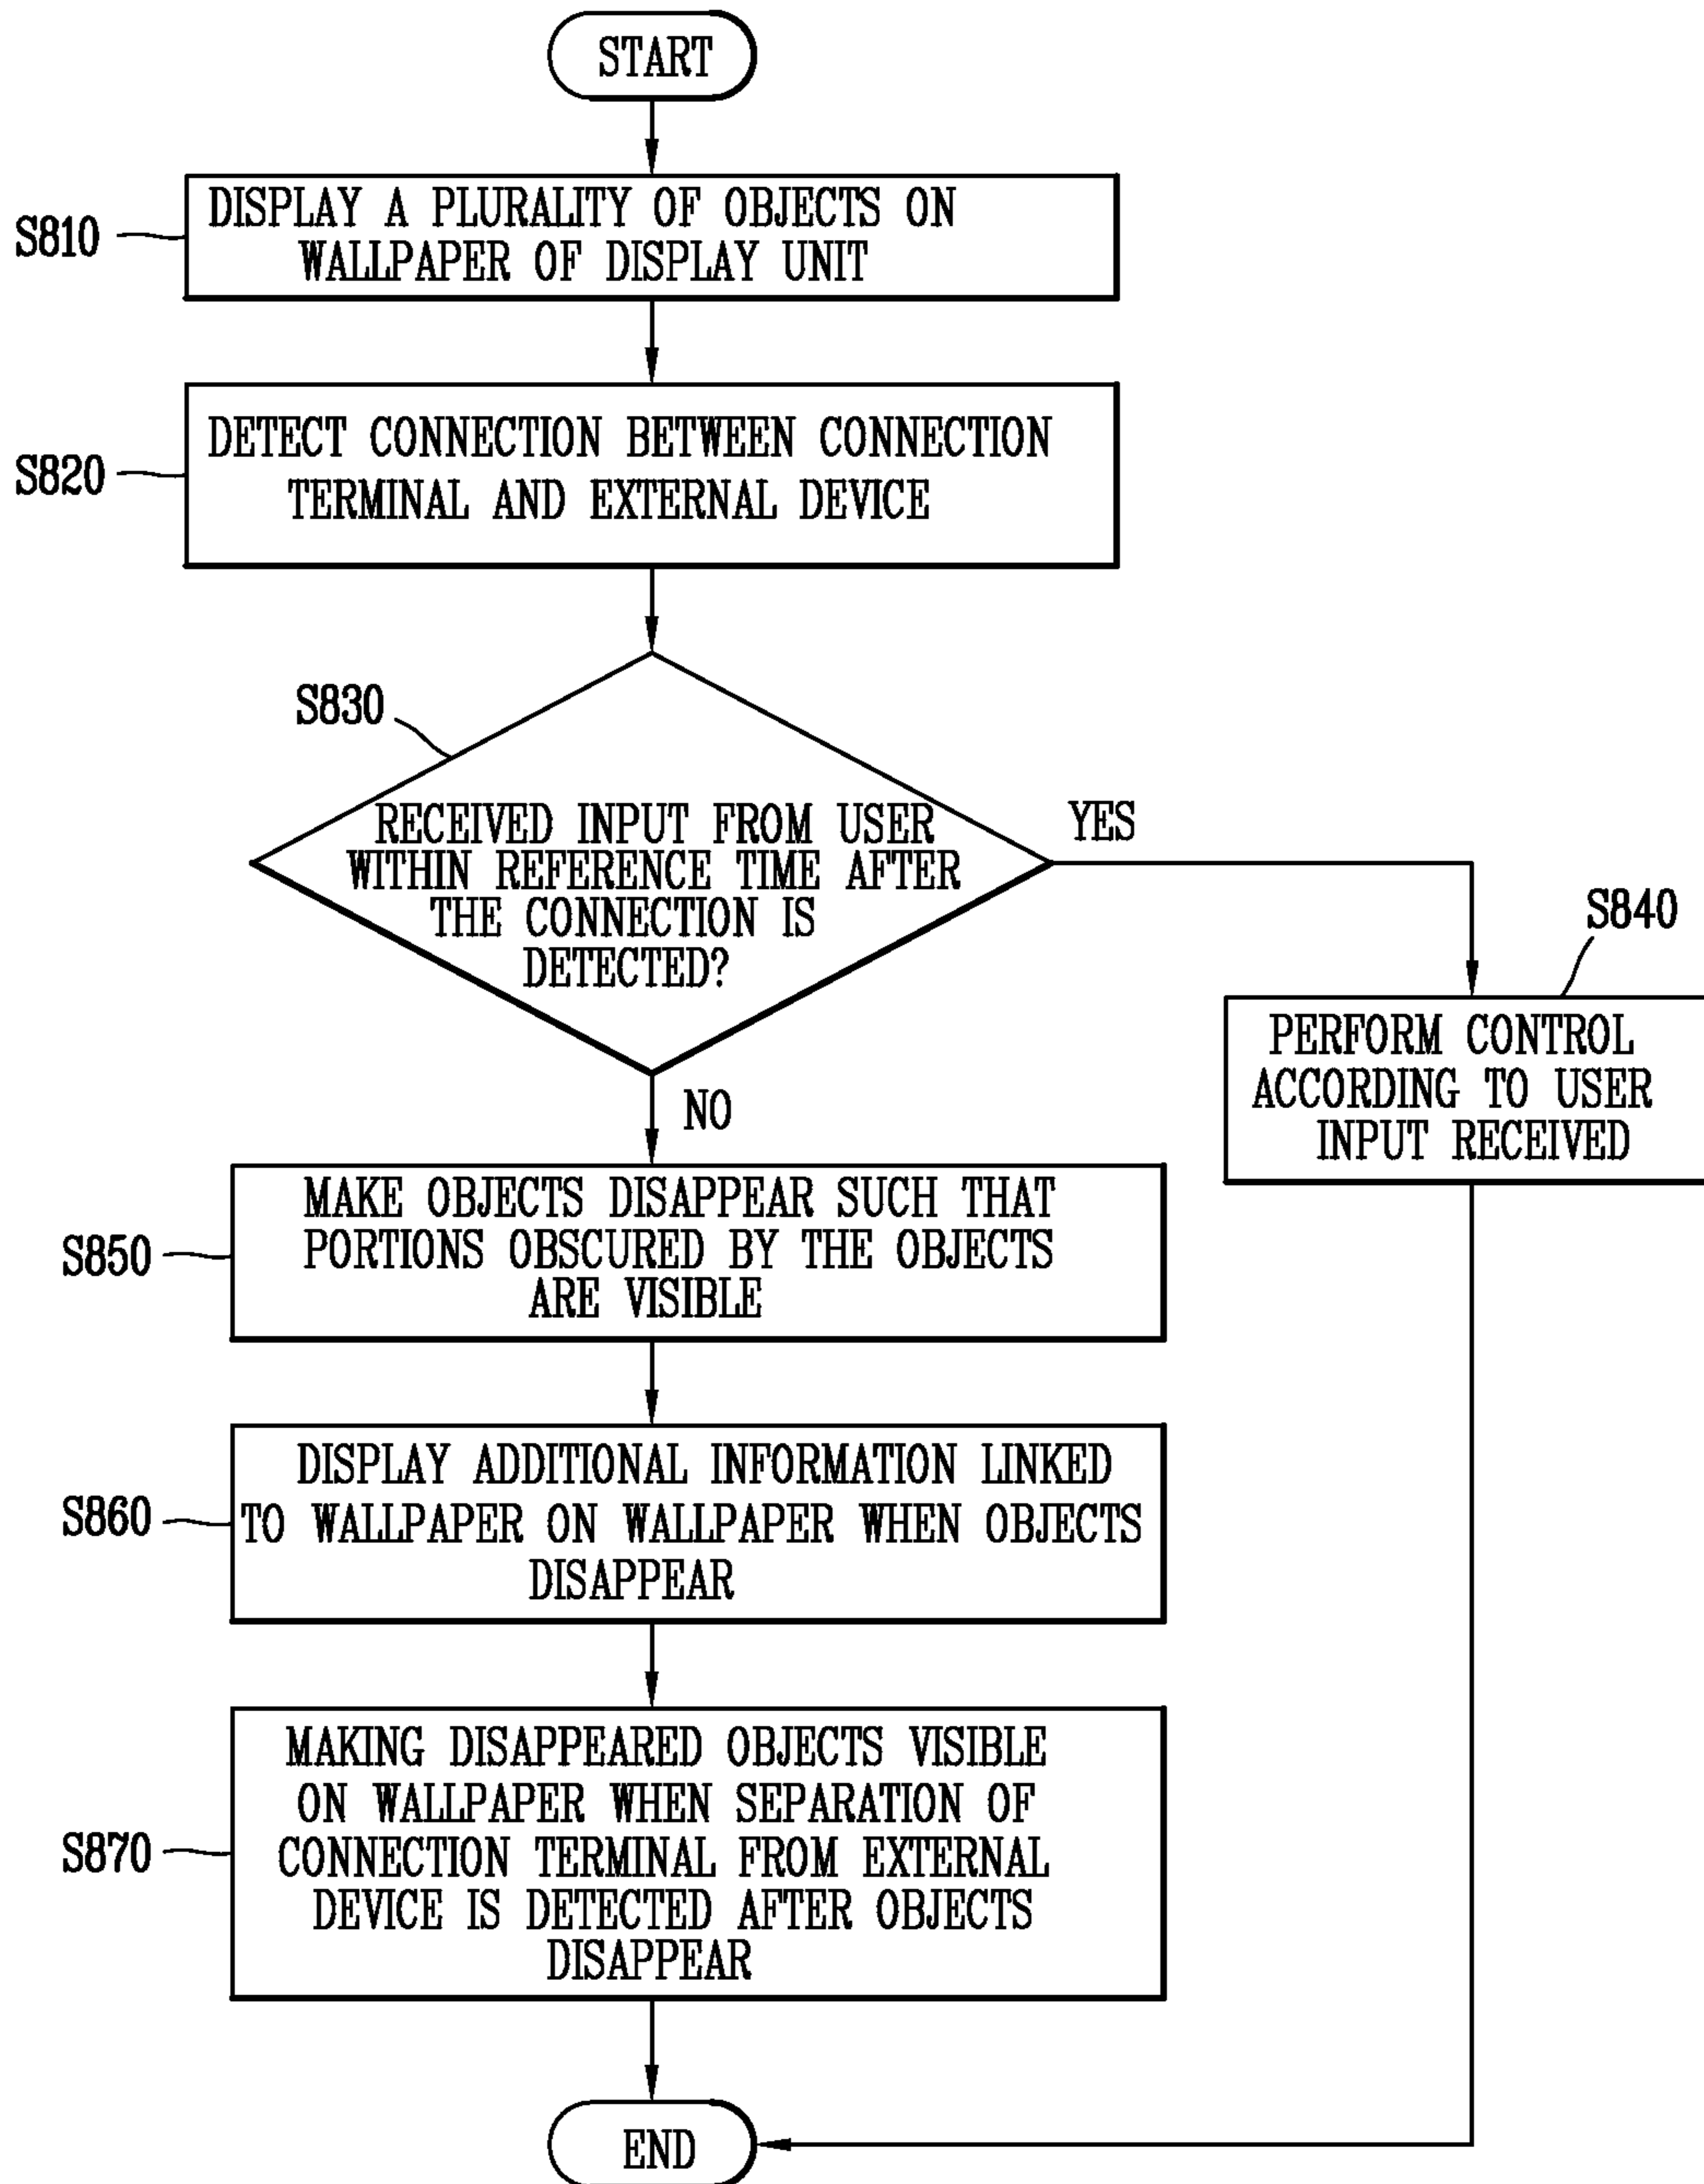 START
S810
DISPLAY A PLURALITY OF OBJECTS ON
WALLPAPER OF DISPLAY UNIT
S820
DETECT CONNECTION BETWEEN CONNECTION
TERMINAL AND EXTERNAL DEVICE
S830
RECEIVED INPUT FROM USER
WITHIN REFERENCE TIME AFTER
THE CONNECTION IS
DETECTED?
YES
S840
PERFORM CONTROL
ACCORDING TO USER
INPUT RECEIVED
NO
S850
MAKE OBJECTS DISAPPEAR SUCH THAT
PORTIONS OBSCURED BY THE OBJECTS
ARE VISIBLE
S860
DISPLAY ADDITIONAL INFORMATION LINKED
TO WALLPAPER ON WALLPAPER WHEN OBJECTS
DISAPPEAR
S870
MAKING DISAPPEARED OBJECTS VISIBLE
ON WALLPAPER WHEN SEPARATION OF
CONNECTION TERMINAL FROM EXTERNAL
DEVICE IS DETECTED AFTER OBJECTS
DISAPPEAR
END